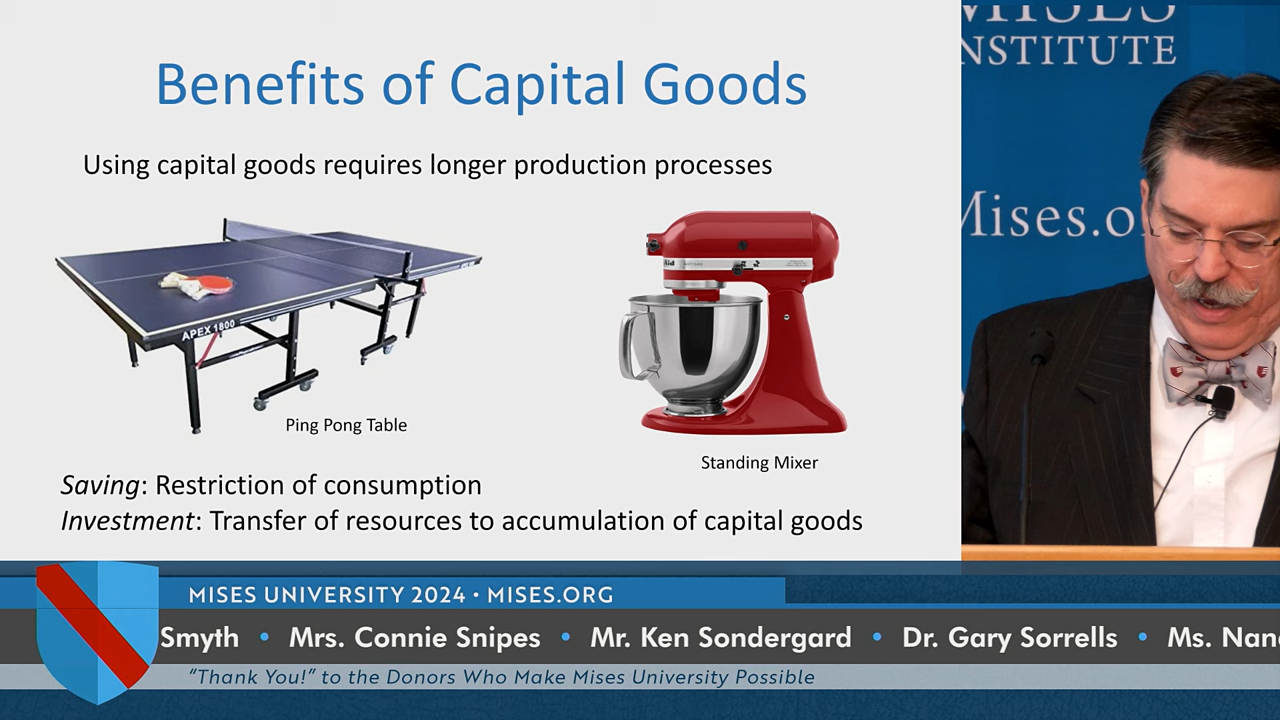 Benefits of Capital Goods
Using capital goods requires longer production processes
APEX 1800
Ping Pong Table
Standing Mixer
Saving: Restriction of consumption
Investment: Transfer of resources to accumulation of capital goods
MISES
INSTITUTE
Mises.o
MISES UNIVERSITY 2024 • MISES.ORG
Smyth • Mrs. Connie Snipes • Mr. Ken Sondergard • Dr. Gary Sorrells • Ms. Nan
“Thank You!” to the Donors Who Make Mises University Possible